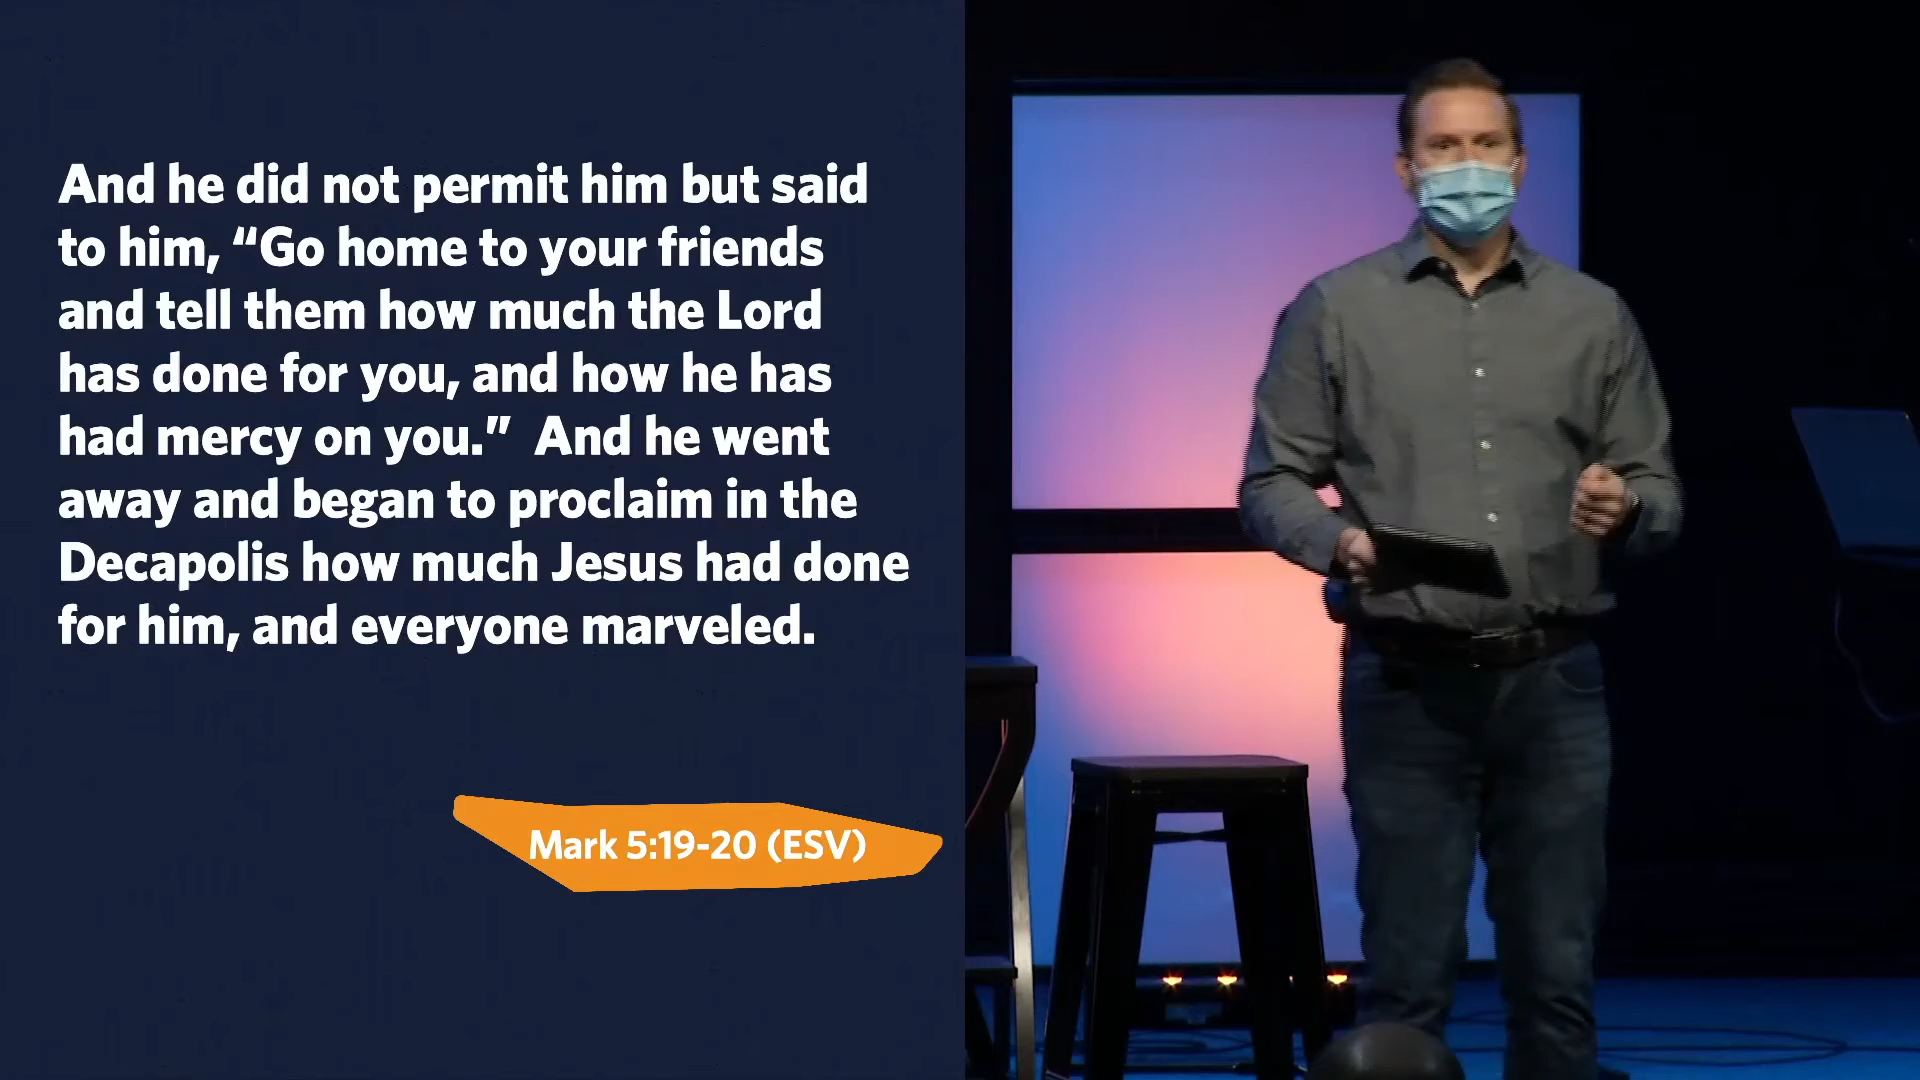 And he did not permit him but said
to him, “Go home to your friends
and tell them how much the Lord
has done for you, and how he has
had mercy on you.”  And he went
away and began to proclaim in the
Decapolis how much Jesus had done
for him, and everyone marveled.
Mark 5:19-20 (ESV)